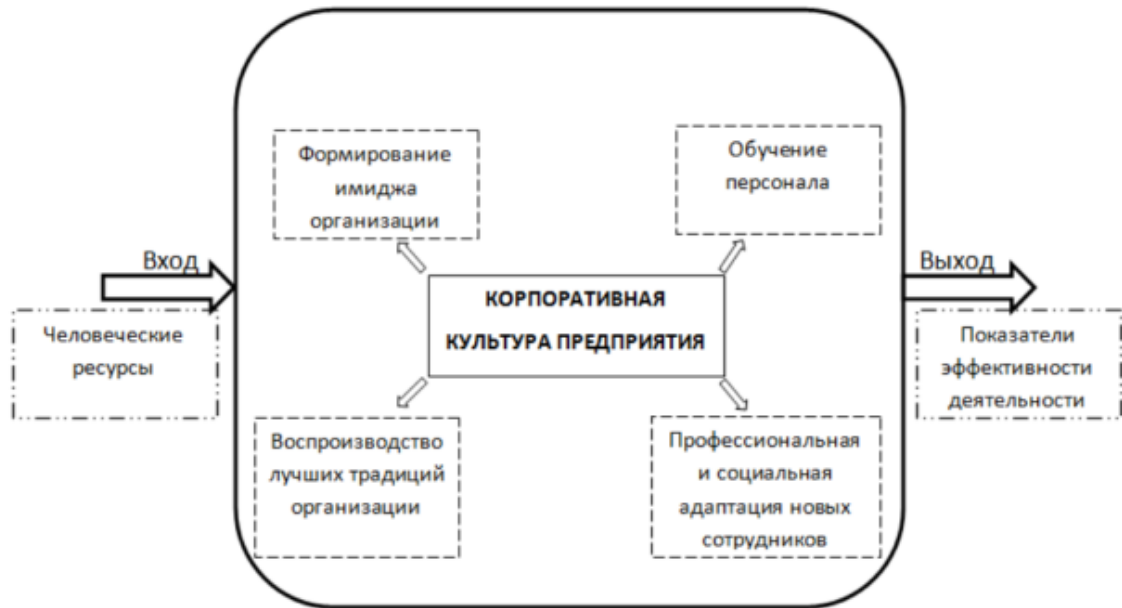 Формирование
имиджа
организации
Обучение
персонала
Вход
Человеческие
ресурсы
КОРПОРАТИВНАЯ
КУЛЬТУРА ПРЕДПРИЯТИЯ
Выход
Показатели
эффективности
деятельности
Воспроизводство
лучших традиций
организации
Профессиональная
и социальная
адаптация новых
сотрудников